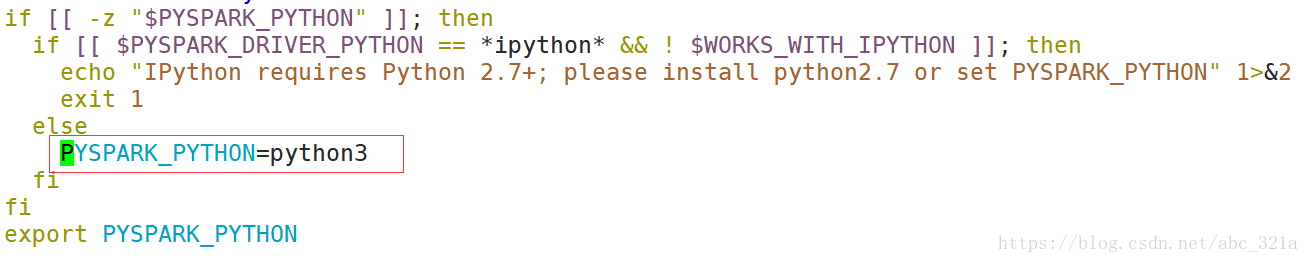 if [[ -z "$PYSPARK_PYTHON" ]]; then
  if [[ $PYSPARK_DRIVER_PYTHON == *ipython* && ! $WORKS_WITH_IPYTHON ]]; then
    echo "IPython requires Python 2.7+; please install python2.7 or set PYSPARK_PYTHON" 1>&2
    exit 1
  else
    PYSPARK_PYTHON=python3
  fi
fi
export PYSPARK_PYTHON
https://blog.csdn.net/abc_321a